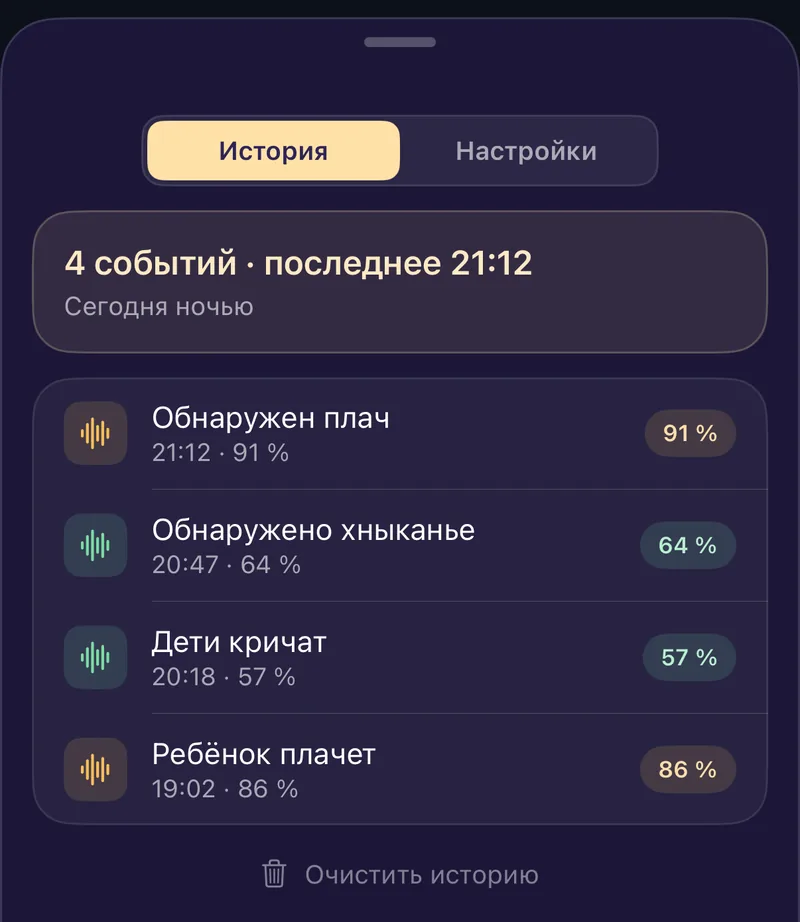 История
Настройки
4 событий · последнее 21:12
Сегодня ночью
Обнаружен плач
21:12 · 91 %
91 %
Обнаружено хныканье
20:47 · 64 %
64 %
Дети кричат
20:18 · 57 %
57 %
Ребёнок плачет
19:02 · 86 %
86 %
Очистить историю